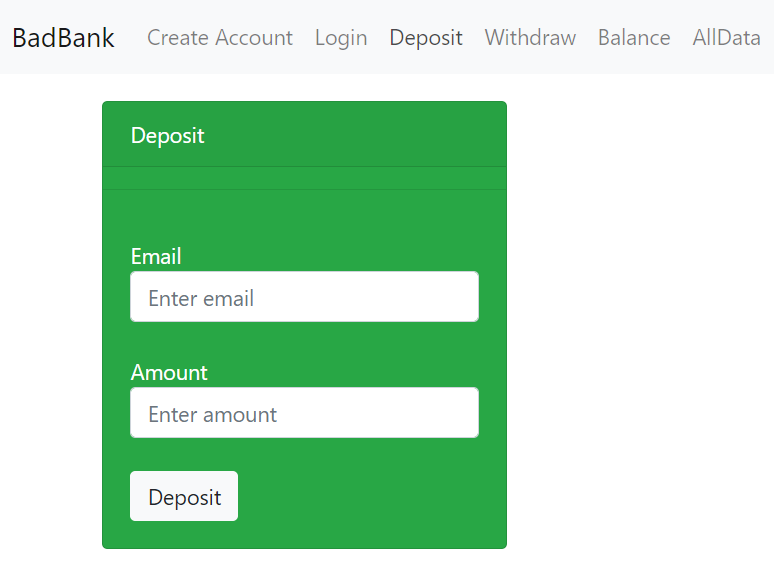 BadBank Create Account Login Deposit Withdraw Balance AllData
Deposit
Email
Enter email
Amount
Enter amount
Deposit